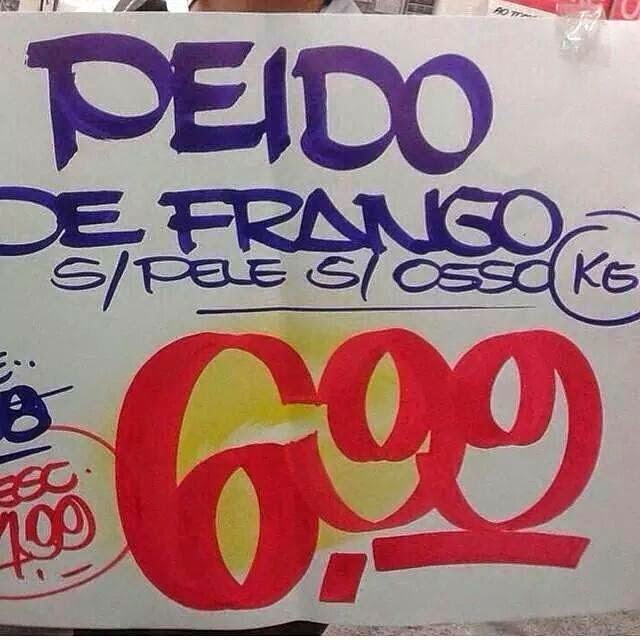 PEIDO
DE FRANGO
S/ PELE S/ OSSO KG
6,99